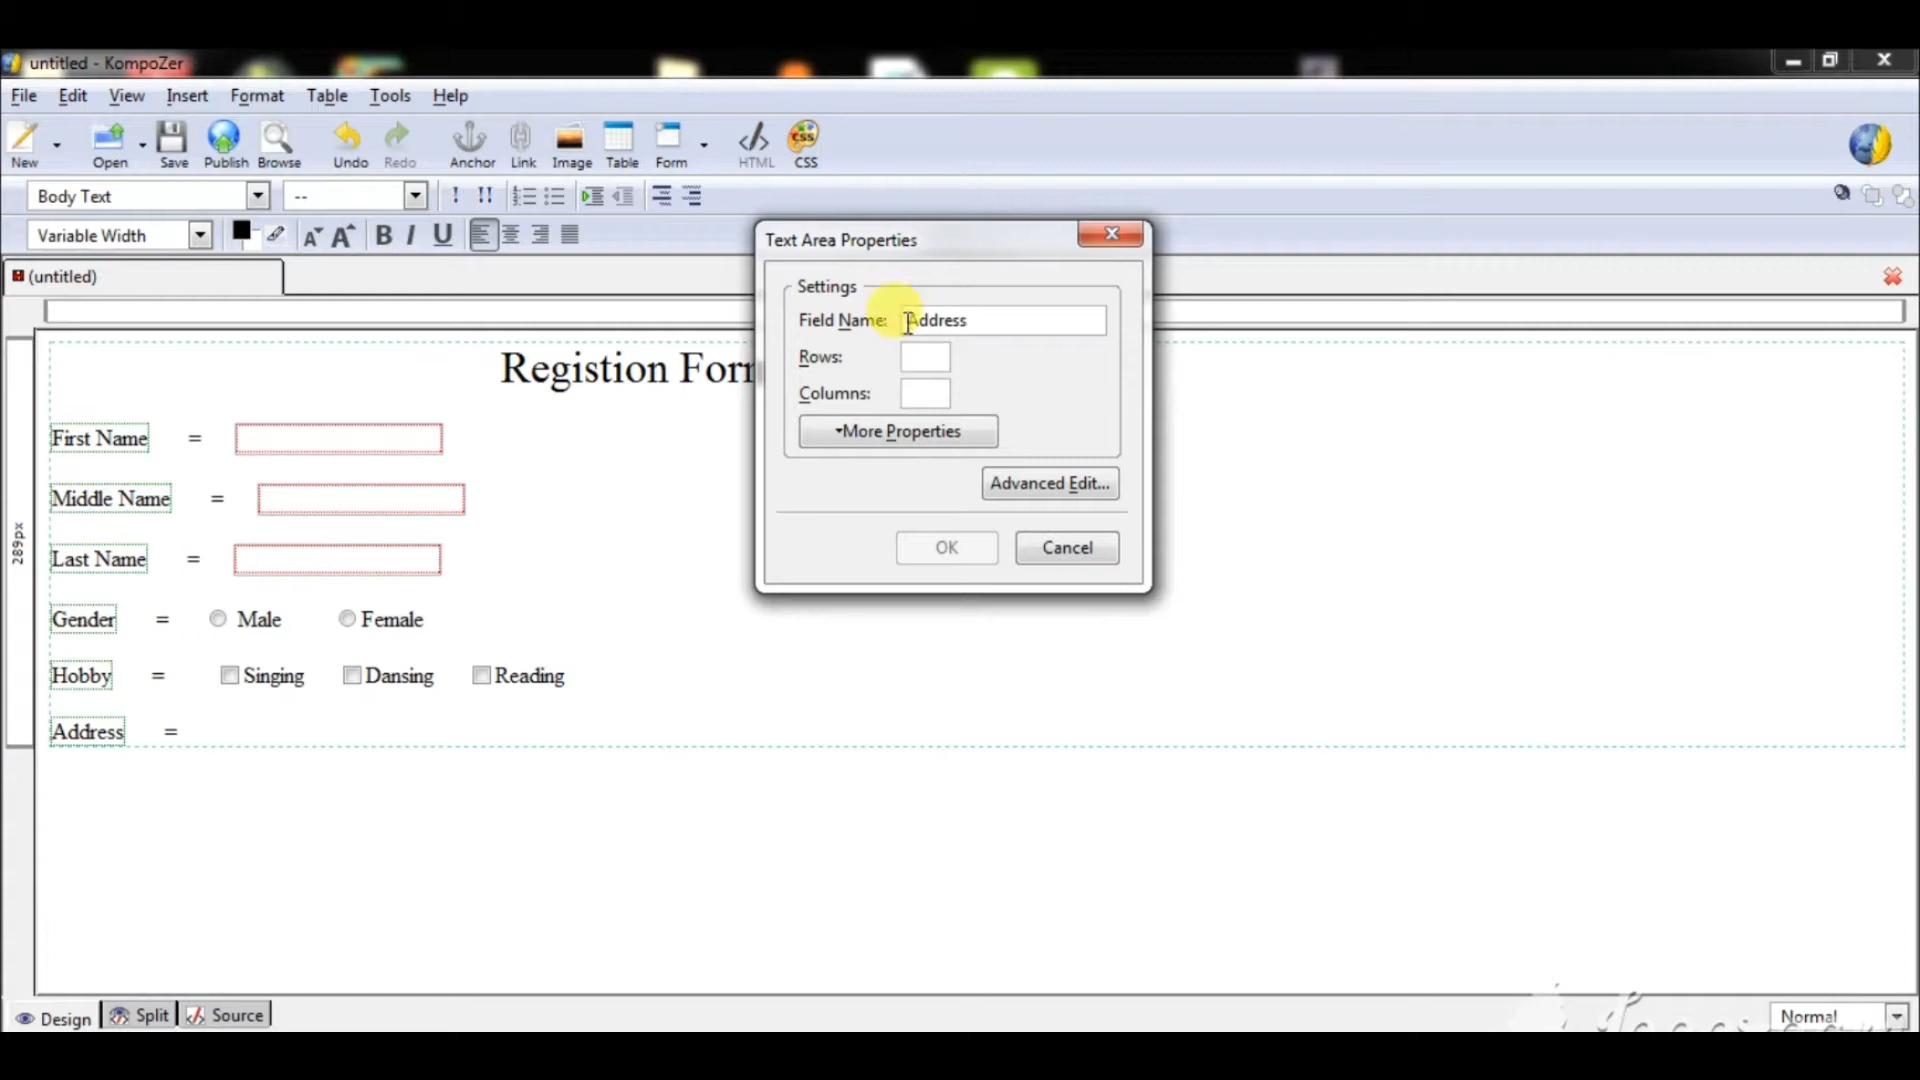 untitled - KompoZer
File Edit View Insert Format Table Tools Help
New Open Save Publish Browse Undo Redo Anchor Link Image Table Form HTML CSS
Body Text --
Variable Width B I U
(untitled)
Text Area Properties
Settings
Field Name: Address
Rows:
Columns:
More Properties
Advanced Edit...
OK Cancel
Registion Form
First Name =
Middle Name =
Last Name =
Gender = Male Female
Hobby = Singing Dansing Reading
Address =
289px
Design Split Source Normal